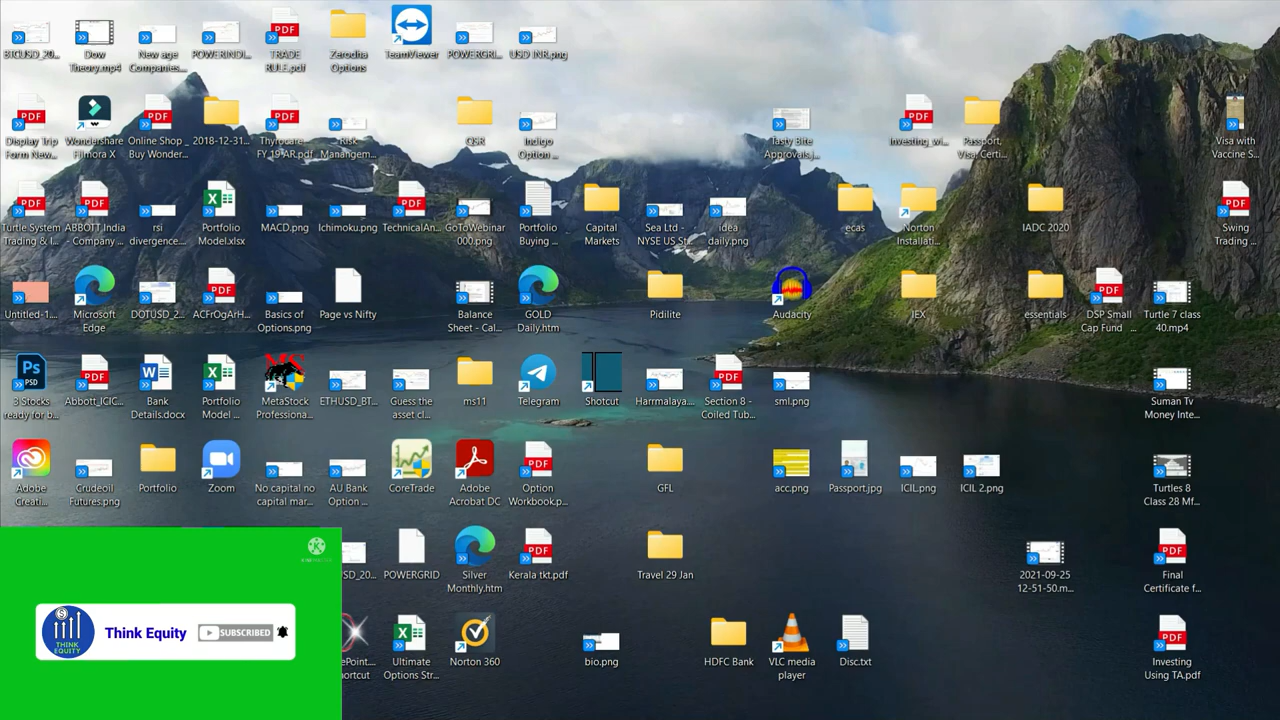 BTCUSD_20... Dow Theory.mp4 New age Companies... POWERINDI... TRADE RULE.pdf Zerodha Options TeamViewer POWERGRI... USD INR.png
Display Trip Form New... Wondershare Filmora X Online Shop_ Buy Wonder... 2018-12-31... Thyrocare FY 19 AR.pdf Risk Manangem... QSR Indigo Option ... Tasty Bite Approvals.j... Investing_wi... Passport, Visa, Certi... Visa with Vaccine S...
Turtle System Trading & I... ABBOTT India - Company ... rsi divergence... Portfolio Model.xlsx MACD.png Ichimoku.png TechnicalAn... GoToWebinar 000.png Portfolio Buying ... Capital Markets Sea Ltd - NYSE US St... idea daily.png ecas Norton Installati... IADC 2020 Swing Trading ...
Untitled-1.... Microsoft Edge DOTUSD_2... ACFrOgArH... Basics of Options.png Page vs Nifty Balance Sheet - Cal... GOLD Daily.htm Pidilite Audacity IEX essentials DSP Small Cap Fund ... Turtle 7 class 40.mp4
Ps
PSD
3 Stocks ready for b... Abbott_ICIC... Bank Details.docx Portfolio Model ... MetaStock Professiona... ETHUSD_BT... Guess the asset cl... ms11 Telegram Shotcut Harrmalaya... Section 8 - Coiled Tub... sml.png Suman Tv Money Inte...
Adobe Creati... Crudeoil Futures.png Portfolio Zoom No capital no capital mar... AU Bank Option ... CoreTrade Adobe Acrobat DC Option Workbook.p... GFL acc.png Passport.jpg ICIL.png ICIL 2.png Turtles 8 Class 28 Mf...
SD_20... POWERGRID Silver Monthly.htm Kerala tkt.pdf Travel 29 Jan 2021-09-25 12-51-50.m... Final Certificate f...
THINK EQUITY Think Equity SUBSCRIBED
ePoint.... ortcut Ultimate Options Str... Norton 360 bio.png HDFC Bank VLC media player Disc.txt Investing Using TA.pdf